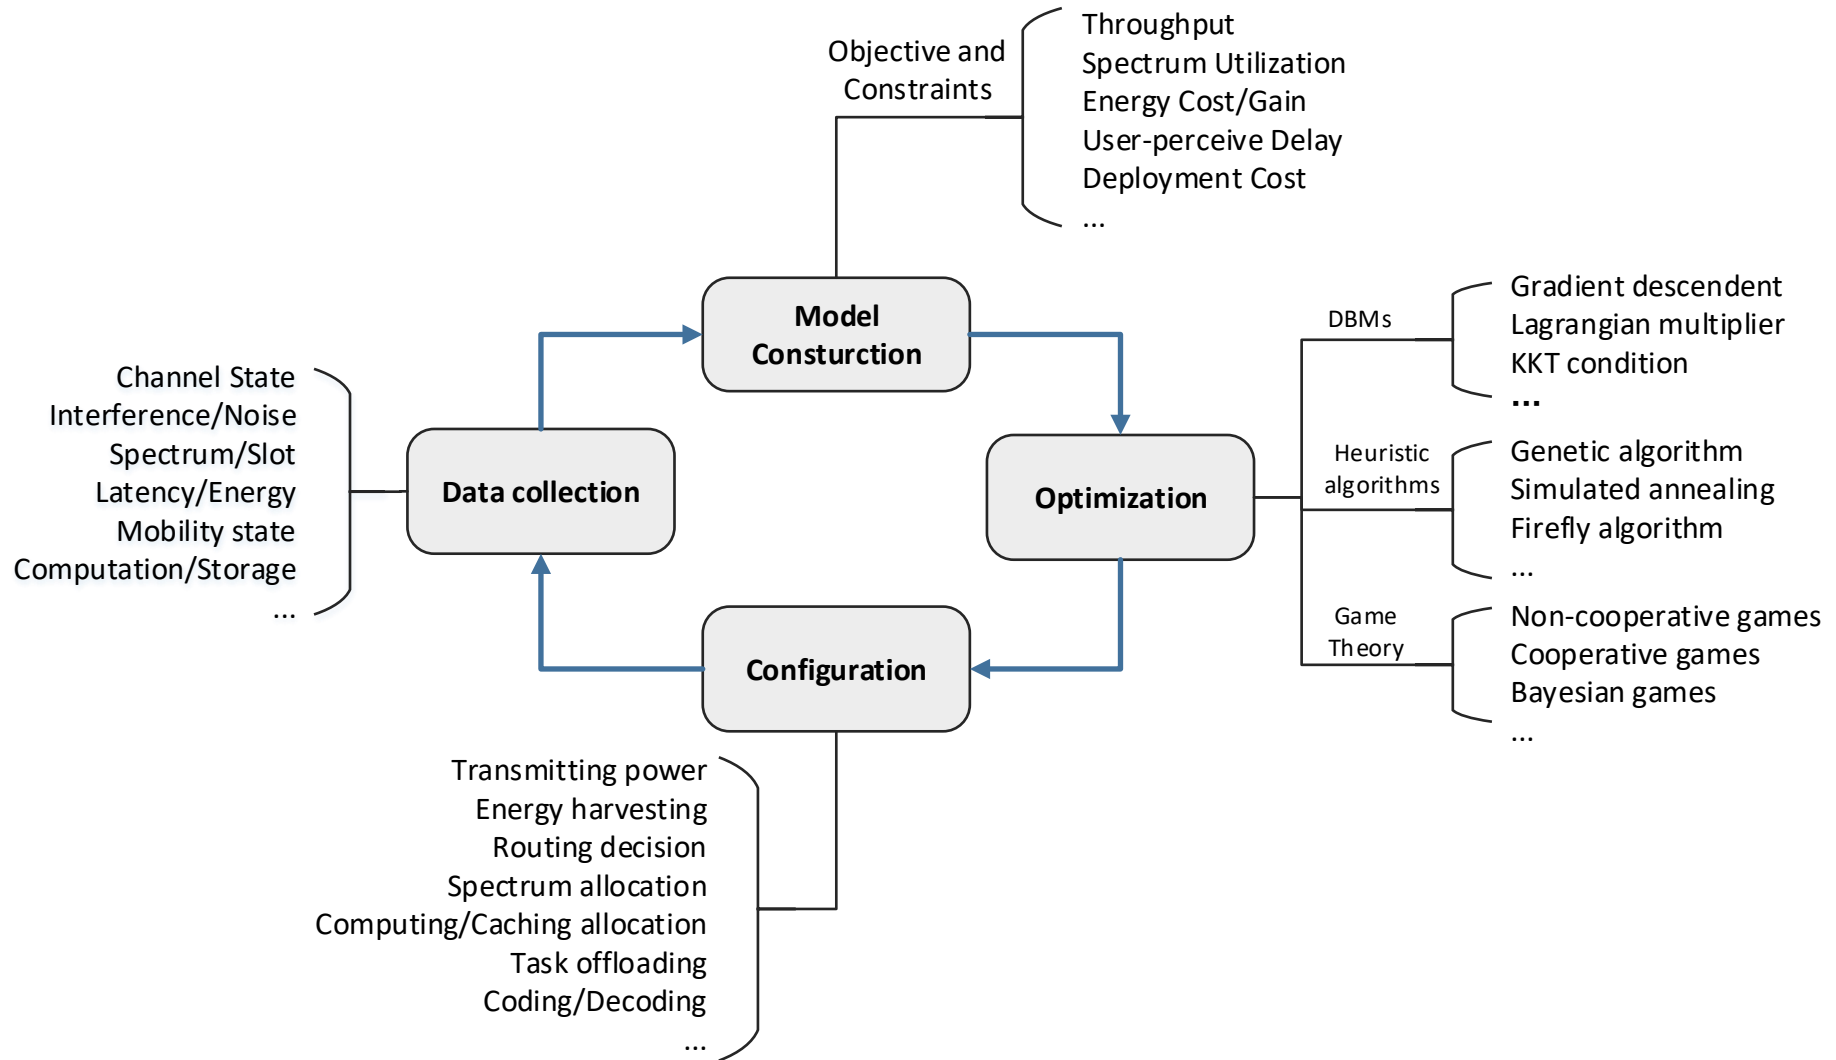 Objective and
Constraints
Throughput
Spectrum Utilization
Energy Cost/Gain
User-perceive Delay
Deployment Cost
...
Model
Consturction
DBMs
Gradient descendent
Lagrangian multiplier
KKT condition
...
Channel State
Interference/Noise
Spectrum/Slot
Latency/Energy
Mobility state
Computation/Storage
...
Data collection
Optimization
Heuristic
algorithms
Genetic algorithm
Simulated annealing
Firefly algorithm
...
Game
Theory
Non-cooperative games
Cooperative games
Bayesian games
...
Configuration
Transmitting power
Energy harvesting
Routing decision
Spectrum allocation
Computing/Caching allocation
Task offloading
Coding/Decoding
...